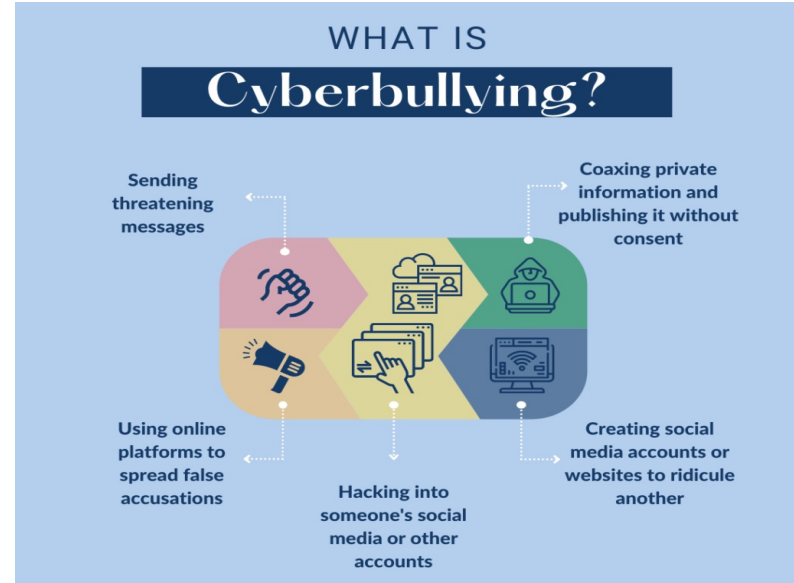 WHAT IS
Cyberbullying?
Sending
threatening
messages
Coaxing private
information and
publishing it without
consent
Using online
platforms to
spread false
accusations
Hacking into
someone's social
media or other
accounts
Creating social
media accounts or
websites to ridicule
another